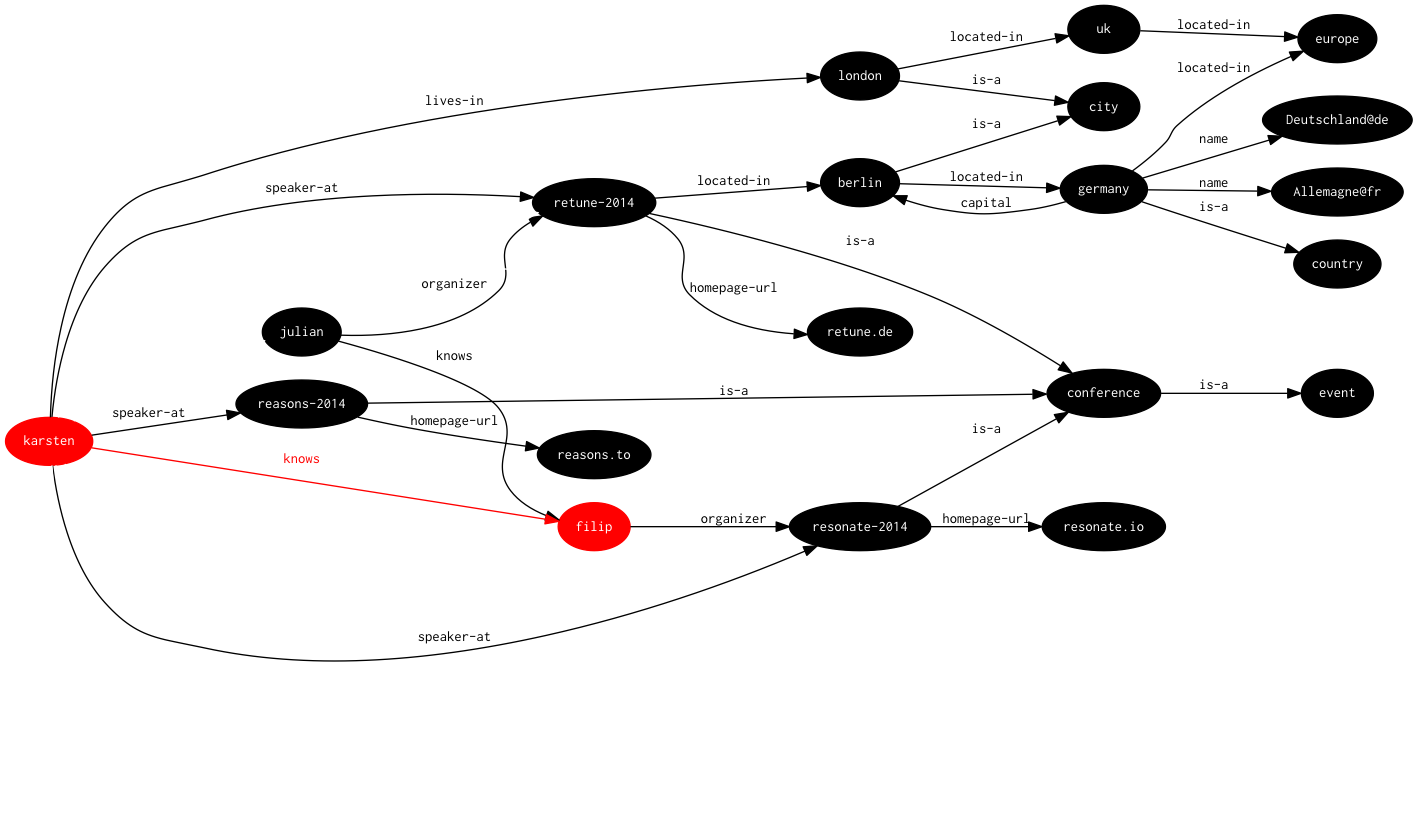 uk
located-in
europe
located-in
london
located-in
is-a
city
lives-in
Deutschland@de
is-a
name
speaker-at
retune-2014
located-in
berlin
located-in
germany
name
Allemagne@fr
capital
is-a
is-a
country
organizer
homepage-url
julian
retune.de
knows
is-a
conference
is-a
event
reasons-2014
speaker-at
homepage-url
is-a
karsten
reasons.to
knows
filip
organizer
resonate-2014
homepage-url
resonate.io
speaker-at